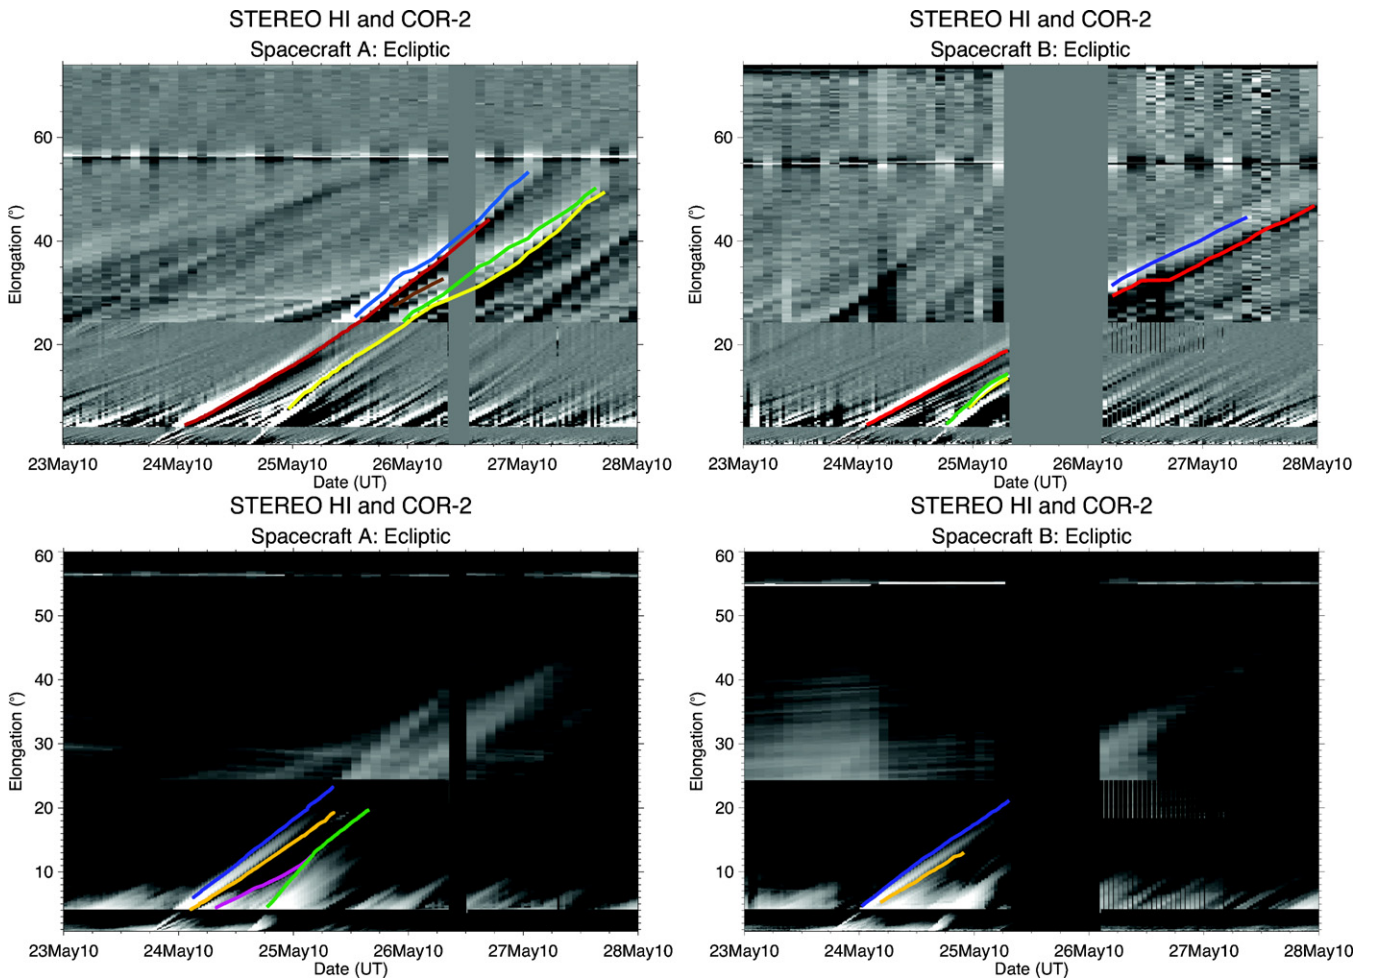 STEREO HI and COR-2
Spacecraft A: Ecliptic
Elongation (°)
60
40
20
23May10 24May10 25May10 26May10 27May10 28May10
Date (UT)
STEREO HI and COR-2
Spacecraft B: Ecliptic
Elongation (°)
60
40
20
23May10 24May10 25May10 26May10 27May10 28May10
Date (UT)
STEREO HI and COR-2
Spacecraft A: Ecliptic
Elongation (°)
60
50
40
30
20
10
23May10 24May10 25May10 26May10 27May10 28May10
Date (UT)
STEREO HI and COR-2
Spacecraft B: Ecliptic
Elongation (°)
60
50
40
30
20
10
23May10 24May10 25May10 26May10 27May10 28May10
Date (UT)